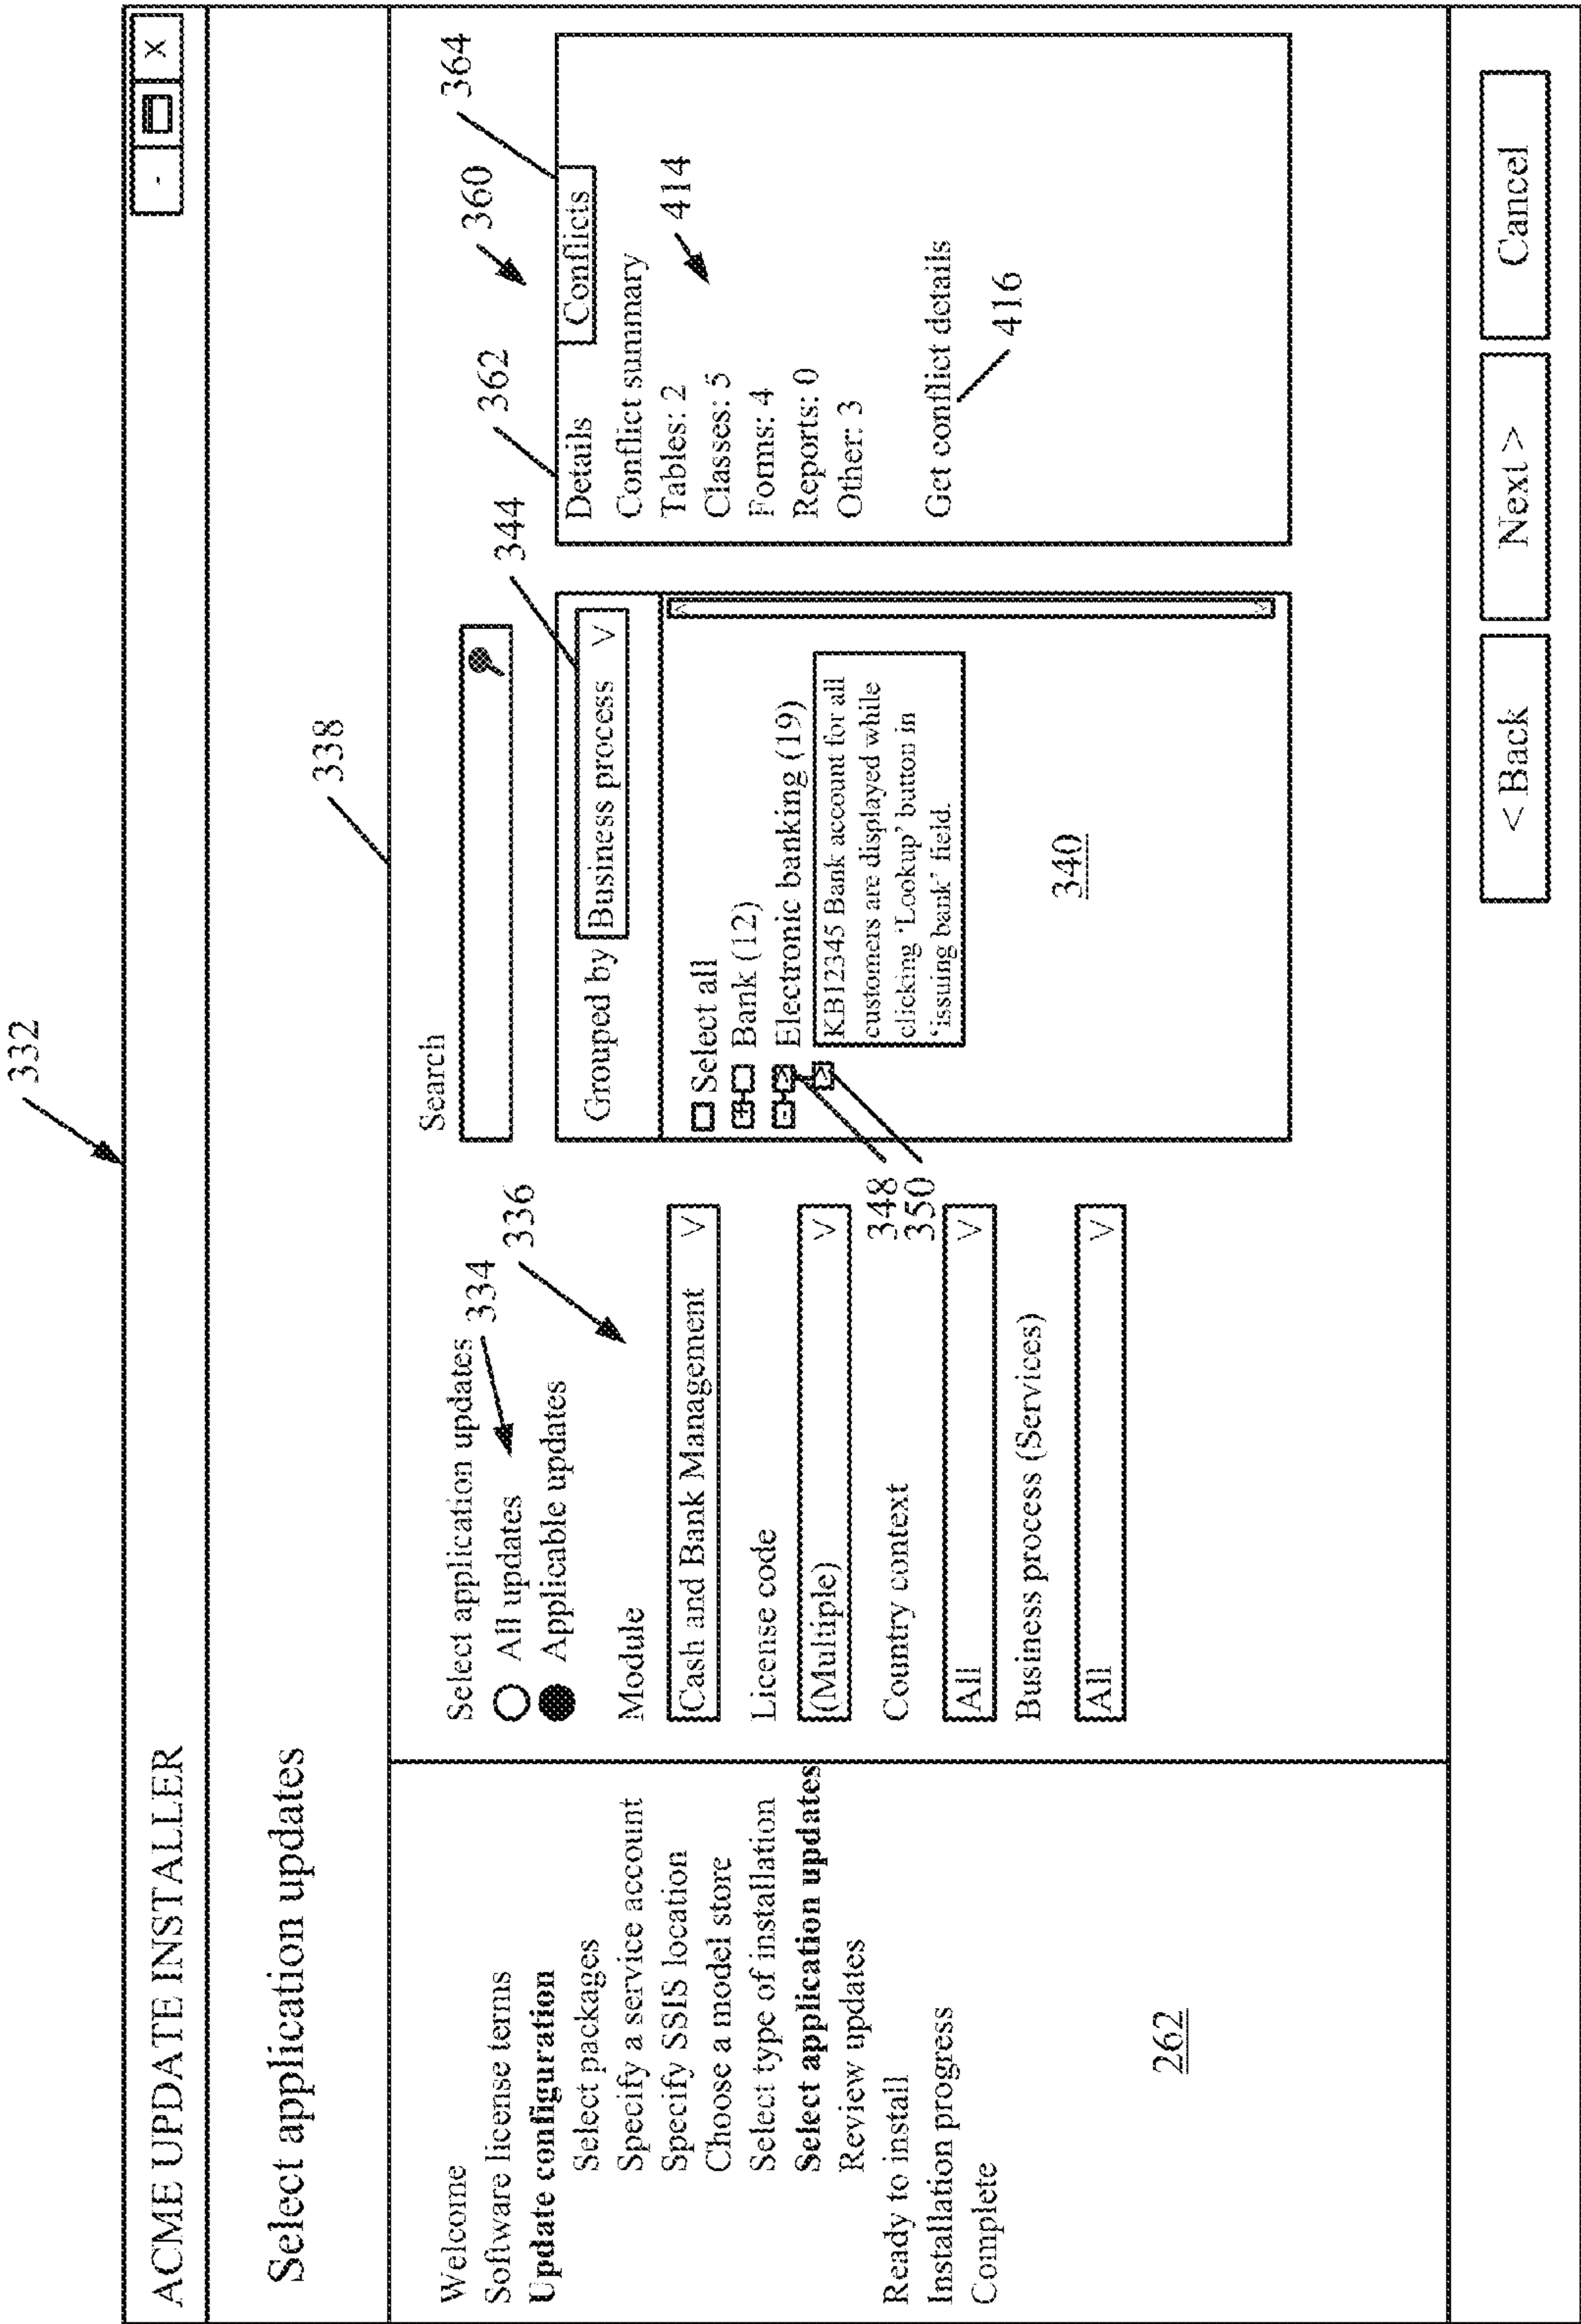 332
ACME UPDATE INSTALLER
- X
Select application updates
338
Welcome
Software license terms
Update configuration
Select packages
Specify a service account
Specify SSIS location
Choose a model store
Select type of installation
Select application updates
Review updates
Ready to install
Installation progress
Complete
262
Select application updates
334
All updates
Applicable updates
336
Module
Cash and Bank Management V
License code
(Multiple) V
Country context
All V
Business process (Services)
All V
348
350
Search
344
Grouped by Business process V
Select all
+ Bank (12)
- Electronic banking (19)
KB12345 Bank account for all
customers are displayed while
clicking 'Lookup' button in
'issuing bank' field.
340
362
360
364
Details Conflicts
Conflict summary
Tables: 2
Classes: 5
Forms: 4
Reports: 0
Other: 3
414
Get conflict details
416
< Back Next > Cancel